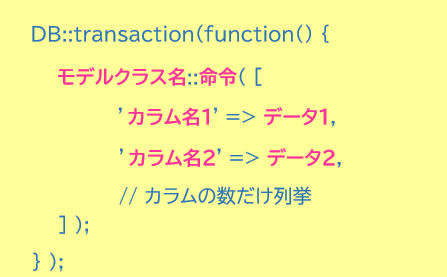 DB::transaction(function() {
モデルクラス名::命令( [
’カラム名1’ => データ1,
’カラム名2’ => データ2,
// カラムの数だけ列挙
] );
} );